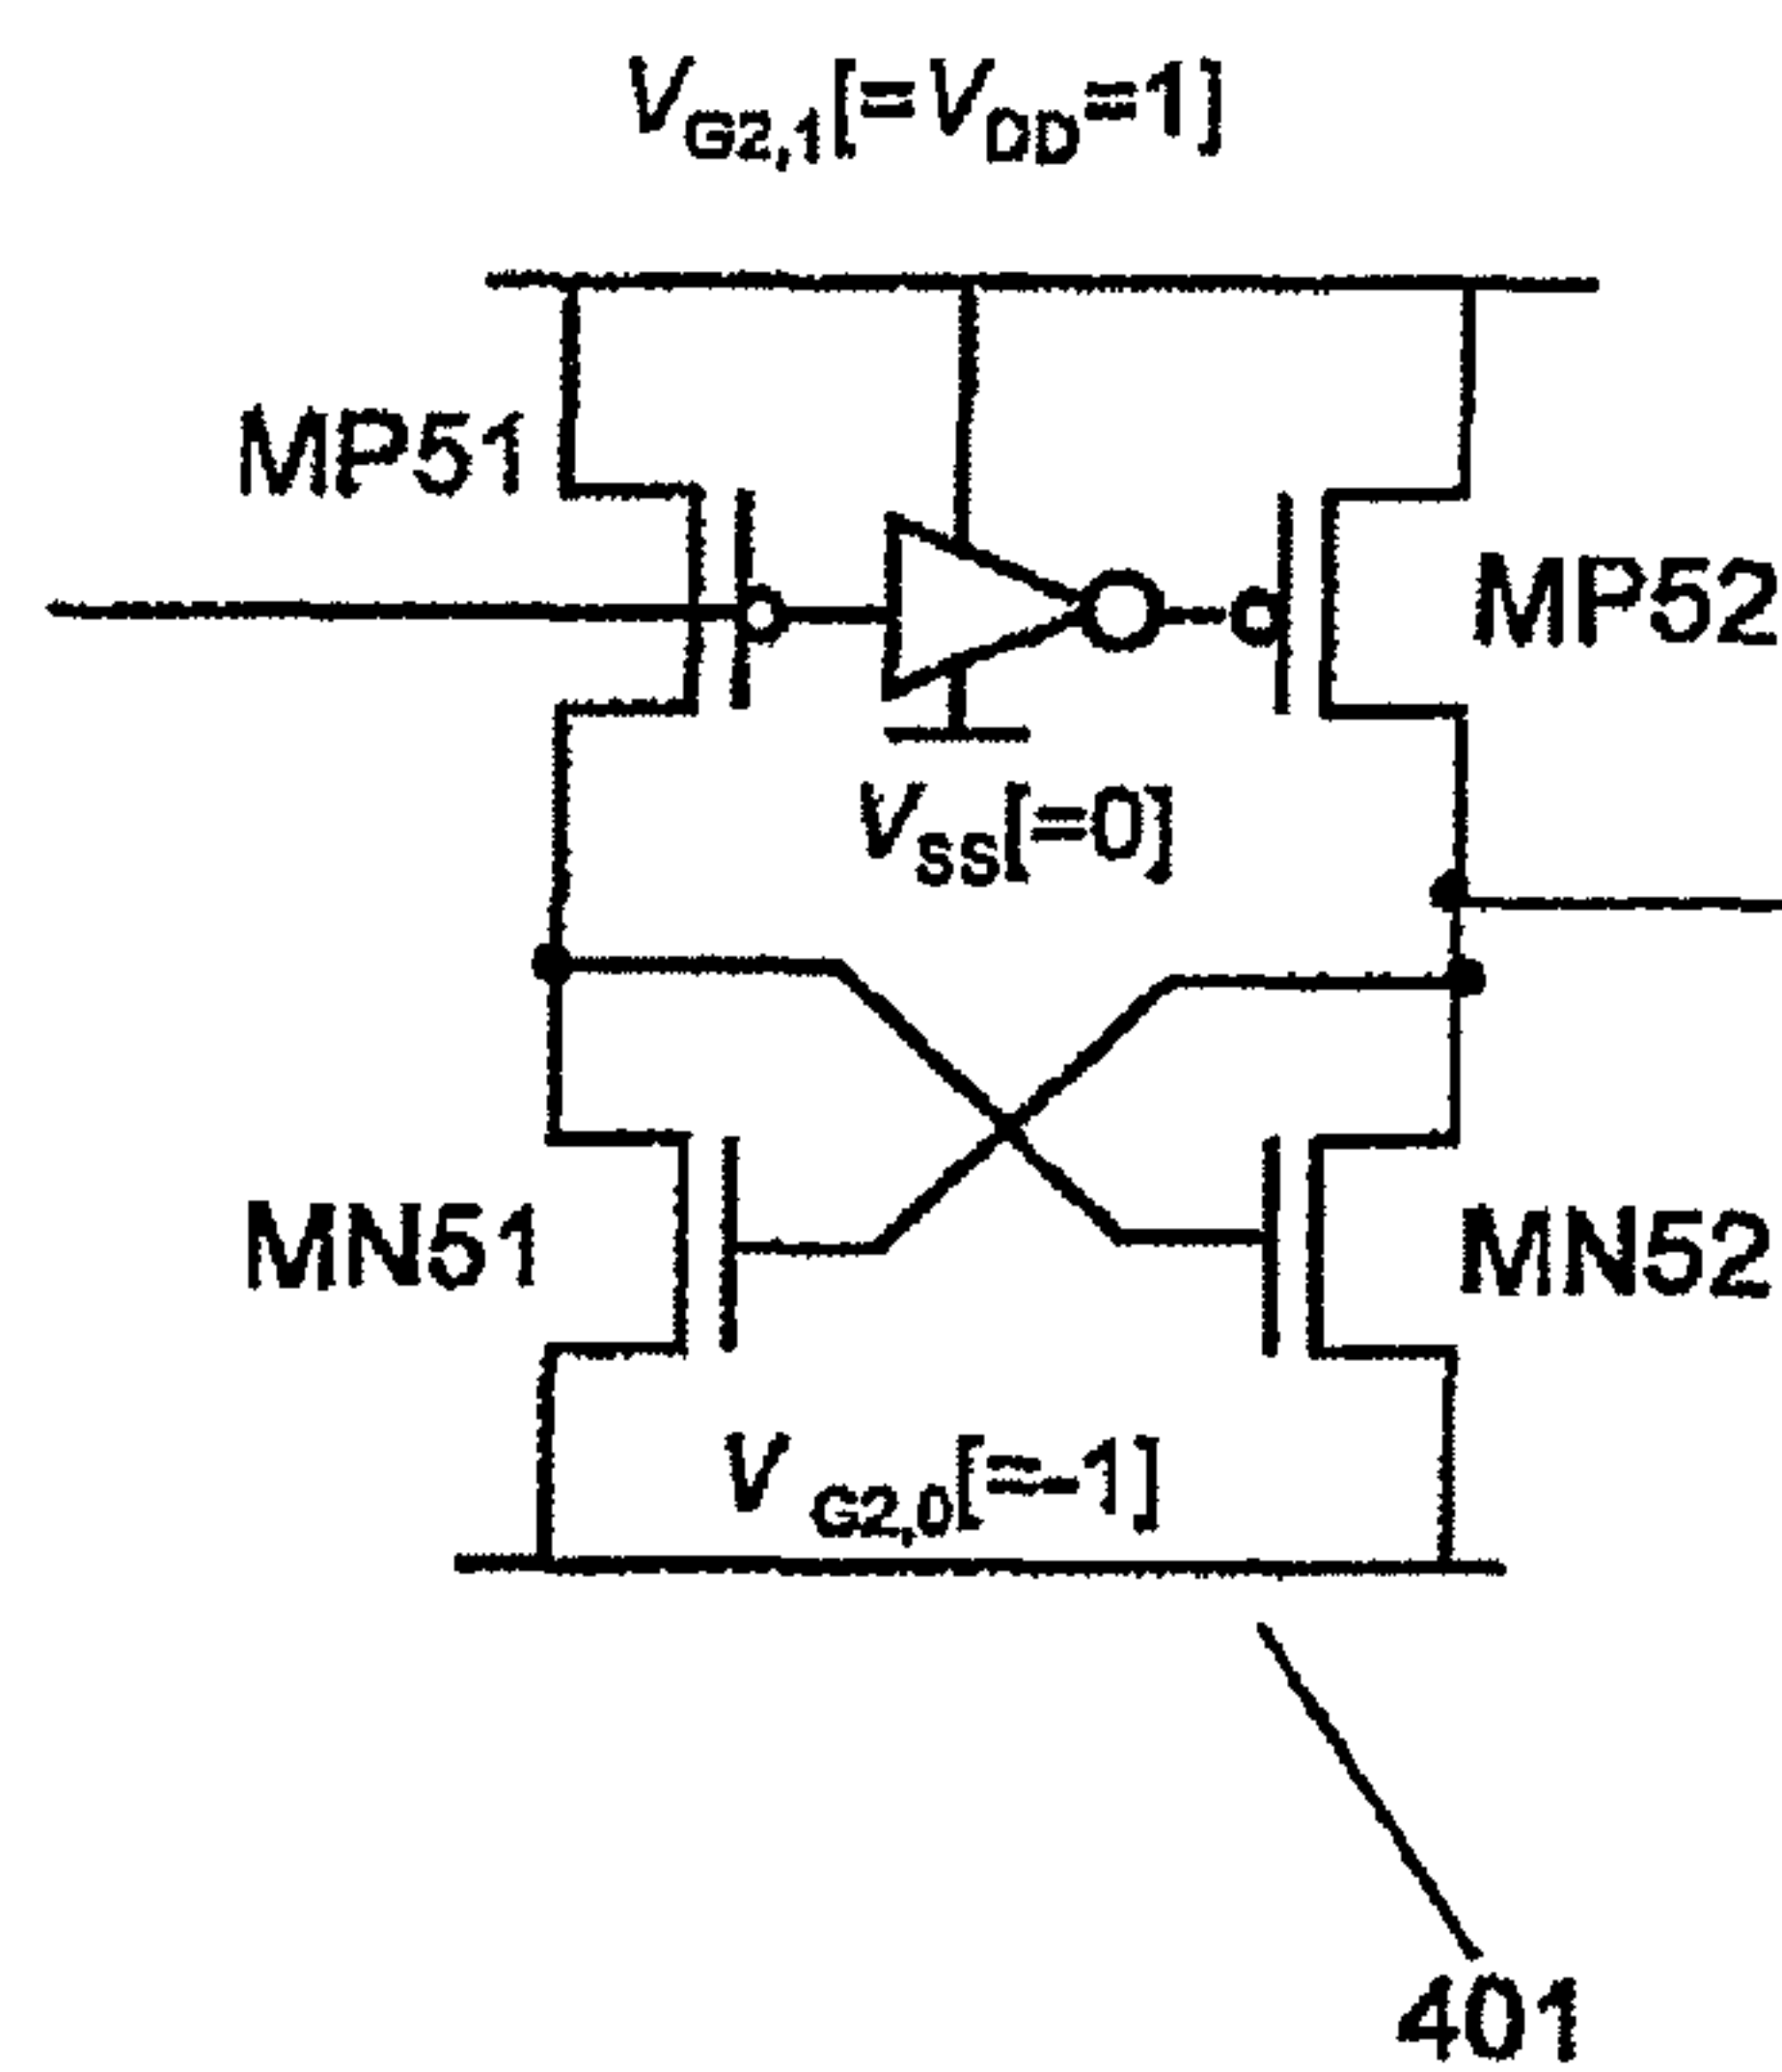 VG2,1[=VDD=1]
MP51
MP52
VSS[=0]
MN51
MN52
VG2,0[=-1]
401